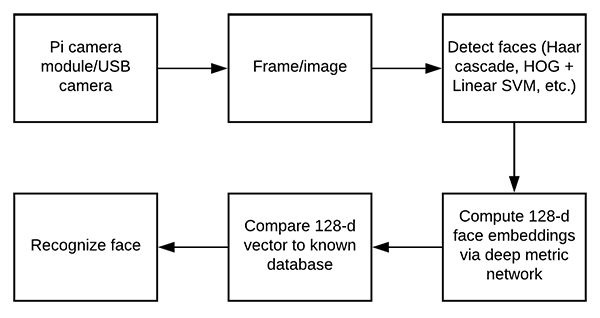 Pi camera
module/USB
camera
Frame/image
Detect faces (Haar
cascade, HOG +
Linear SVM, etc.)
Compute 128-d
face embeddings
via deep metric
network
Compare 128-d
vector to known
database
Recognize face